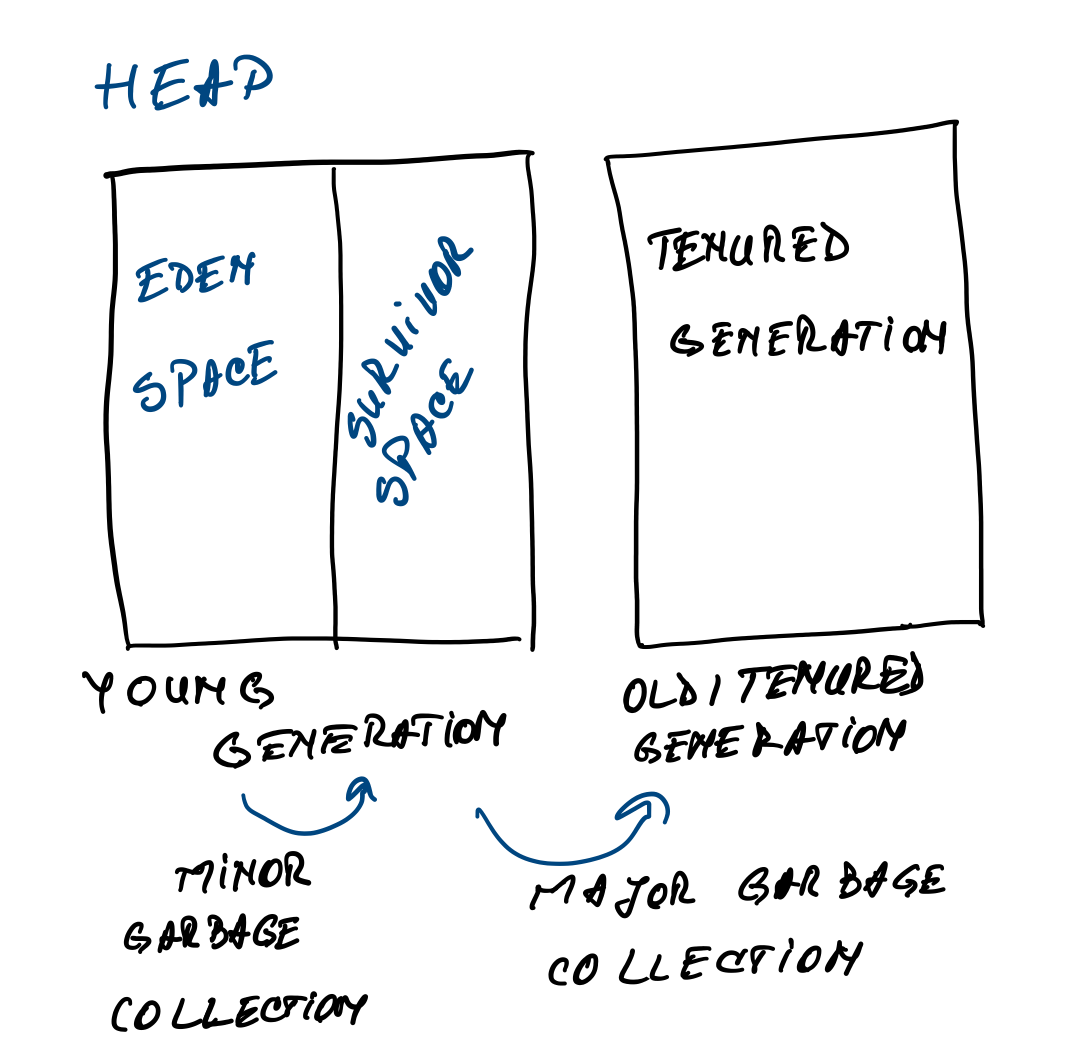 HEAP
EDEN
SPACE
SURVIVOR
SPACE
TENURED
GENERATION
YOUNG
GENERATION
OLD / TENURED
GENERATION
MINOR
GARBAGE
COLLECTION
MAJOR GARBAGE
COLLECTION